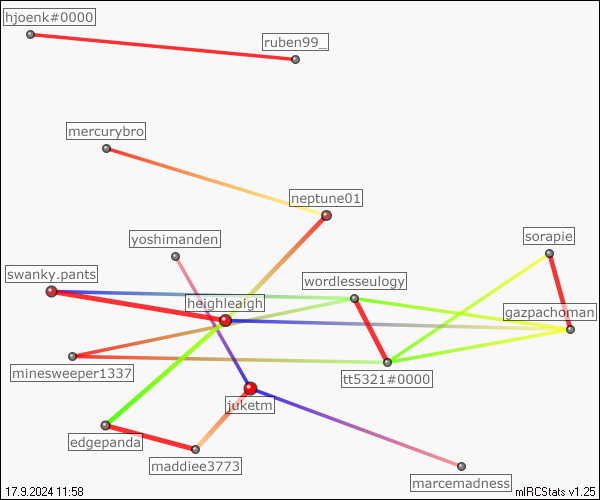 hjoenk#0000
ruben99_
mercurybro
neptune01
yoshimanden
sorapie
swanky.pants
wordlesseulogy
heighleaigh
gazpachoman
minesweeper1337
tt5321#0000
juketm
edgepanda
maddiee3773
marcemadness
17.9.2024 11:58
mIRCStats v1.25